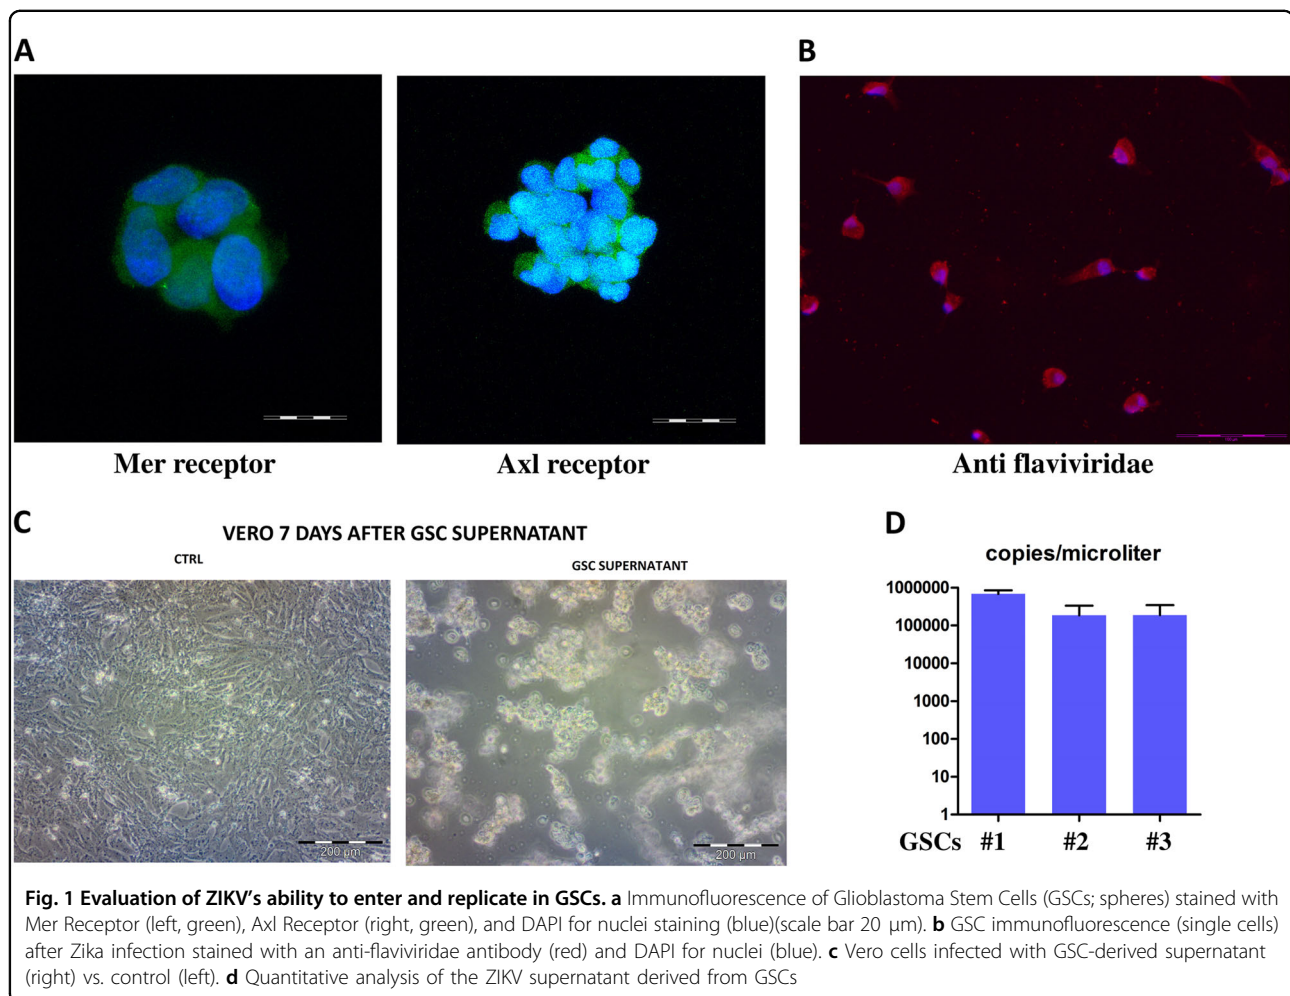 A
B
Mer receptor
Axl receptor
Anti flaviviridae
C
VERO 7 DAYS AFTER GSC SUPERNATANT
CTRL
GSC SUPERNATANT
200 µm
200 µm
D
copies/microliter
1000000
100000
10000
1000
100
10
1
GSCs #1 #2 #3
Fig. 1 Evaluation of ZIKV's ability to enter and replicate in GSCs. a Immunofluorescence of Glioblastoma Stem Cells (GSCs; spheres) stained with
Mer Receptor (left, green), Axl Receptor (right, green), and DAPI for nuclei staining (blue)(scale bar 20 µm). b GSC immunofluorescence (single cells)
after Zika infection stained with an anti-flaviviridae antibody (red) and DAPI for nuclei (blue). c Vero cells infected with GSC-derived supernatant
(right) vs. control (left). d Quantitative analysis of the ZIKV supernatant derived from GSCs